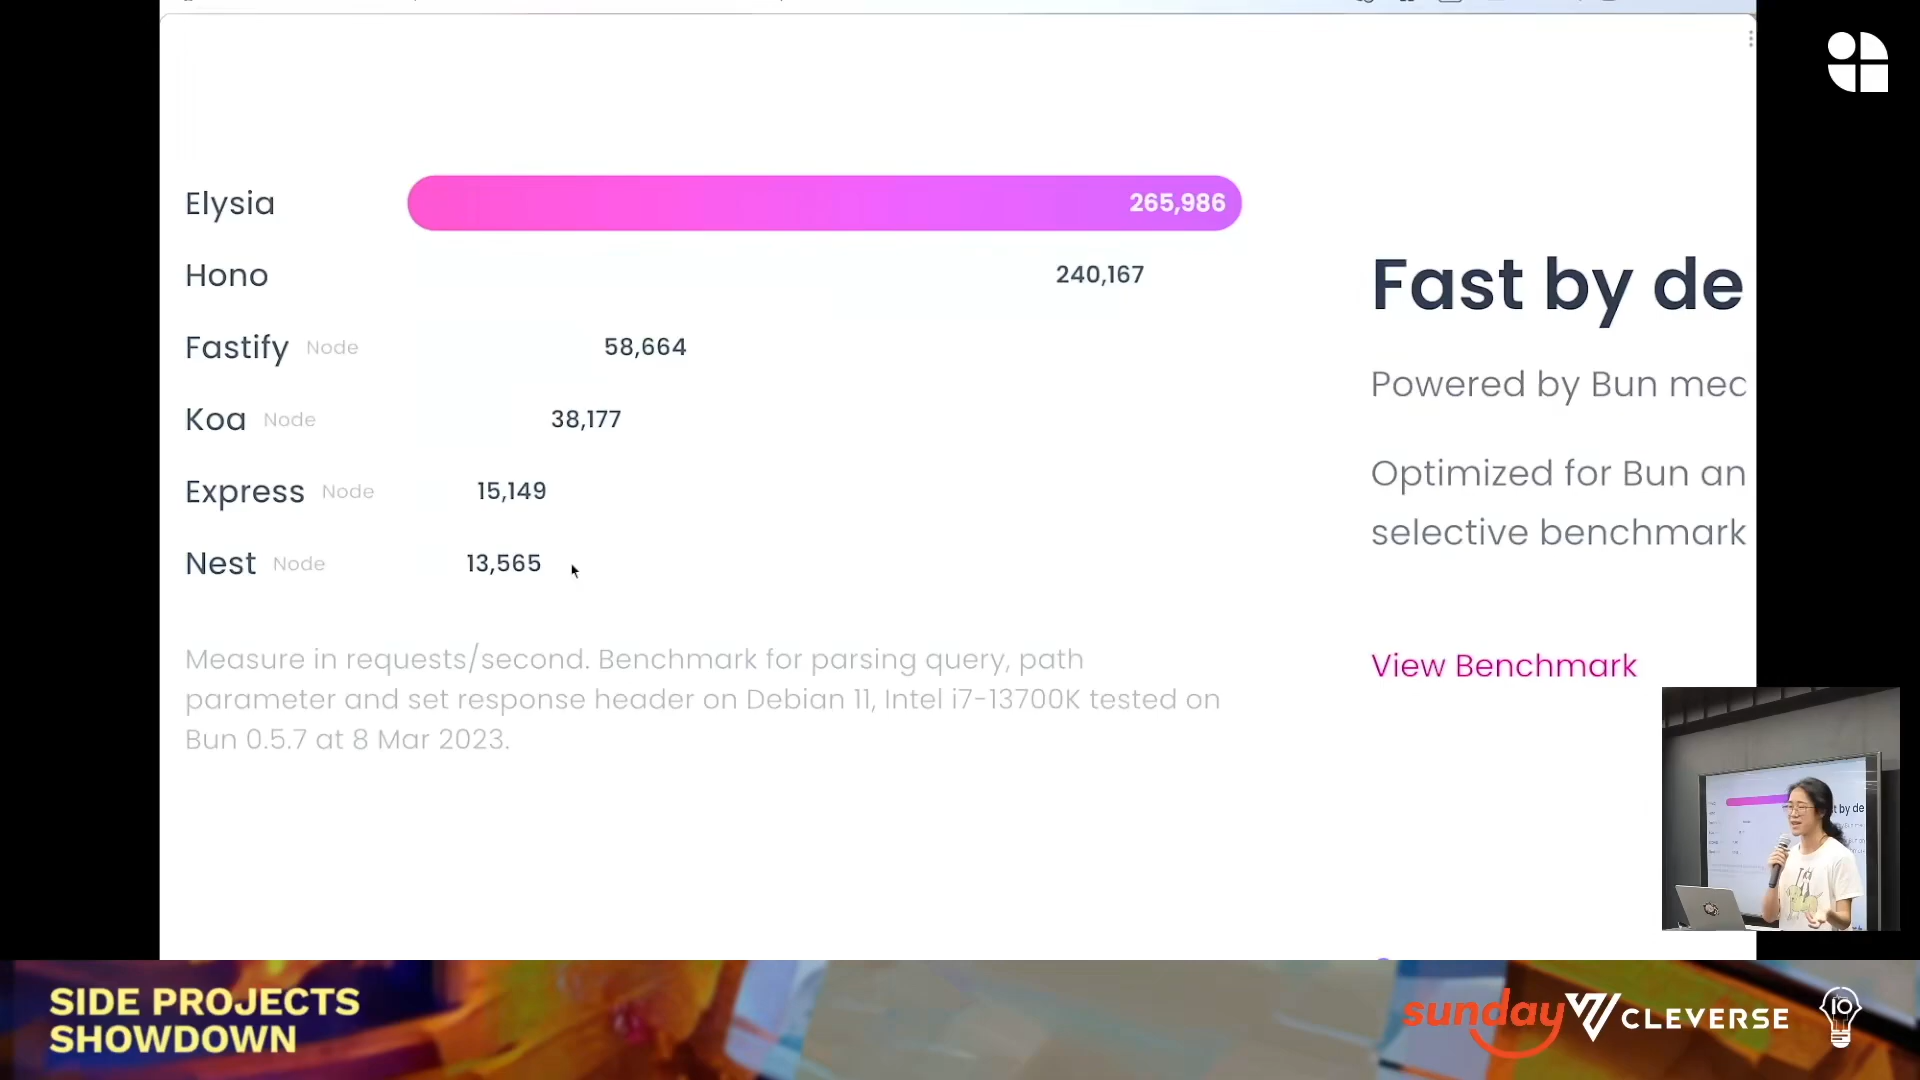 Elysia 265,986
Hono 240,167
Fastify Node 58,664
Koa Node 38,177
Express Node 15,149
Nest Node 13,565
Measure in requests/second. Benchmark for parsing query, path
parameter and set response header on Debian 11, Intel i7-13700K tested on
Bun 0.5.7 at 8 Mar 2023.
Fast by de
Powered by Bun mec
Optimized for Bun an
selective benchmark
View Benchmark
t by de
SIDE PROJECTS
SHOWDOWN
sunday
CLEVERSE
IO